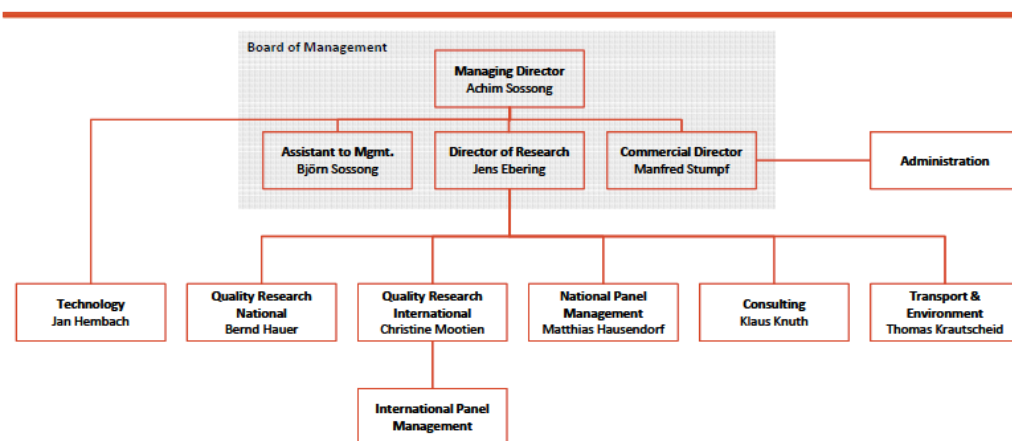 Board of Management
Managing Director
Achim Sossong
Assistant to Mgmt.
Björn Sossong
Director of Research
Jens Ebering
Commercial Director
Manfred Stumpf
Administration
Technology
Jan Hembach
Quality Research
National
Bernd Hauer
Quality Research
International
Christine Mootien
National Panel
Management
Matthias Hausendorf
Consulting
Klaus Knuth
Transport &
Environment
Thomas Krautscheid
International Panel
Management